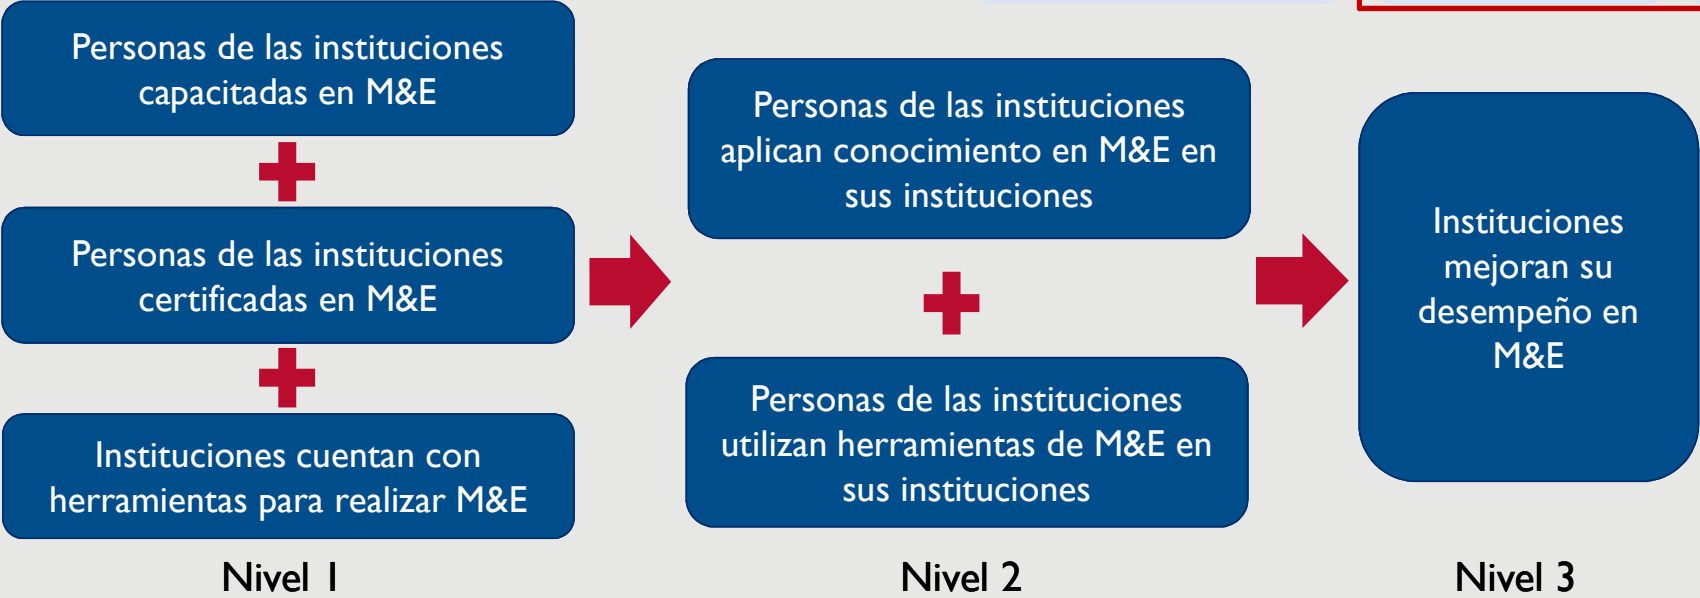 Personas de las instituciones
capacitadas en M&E
Personas de las instituciones
certificadas en M&E
Instituciones cuentan con
herramientas para realizar M&E
Nivel 1
Personas de las instituciones
aplican conocimiento en M&E en
sus instituciones
Personas de las instituciones
utilizan herramientas de M&E en
sus instituciones
Nivel 2
Instituciones
mejoran su
desempeño en
M&E
Nivel 3